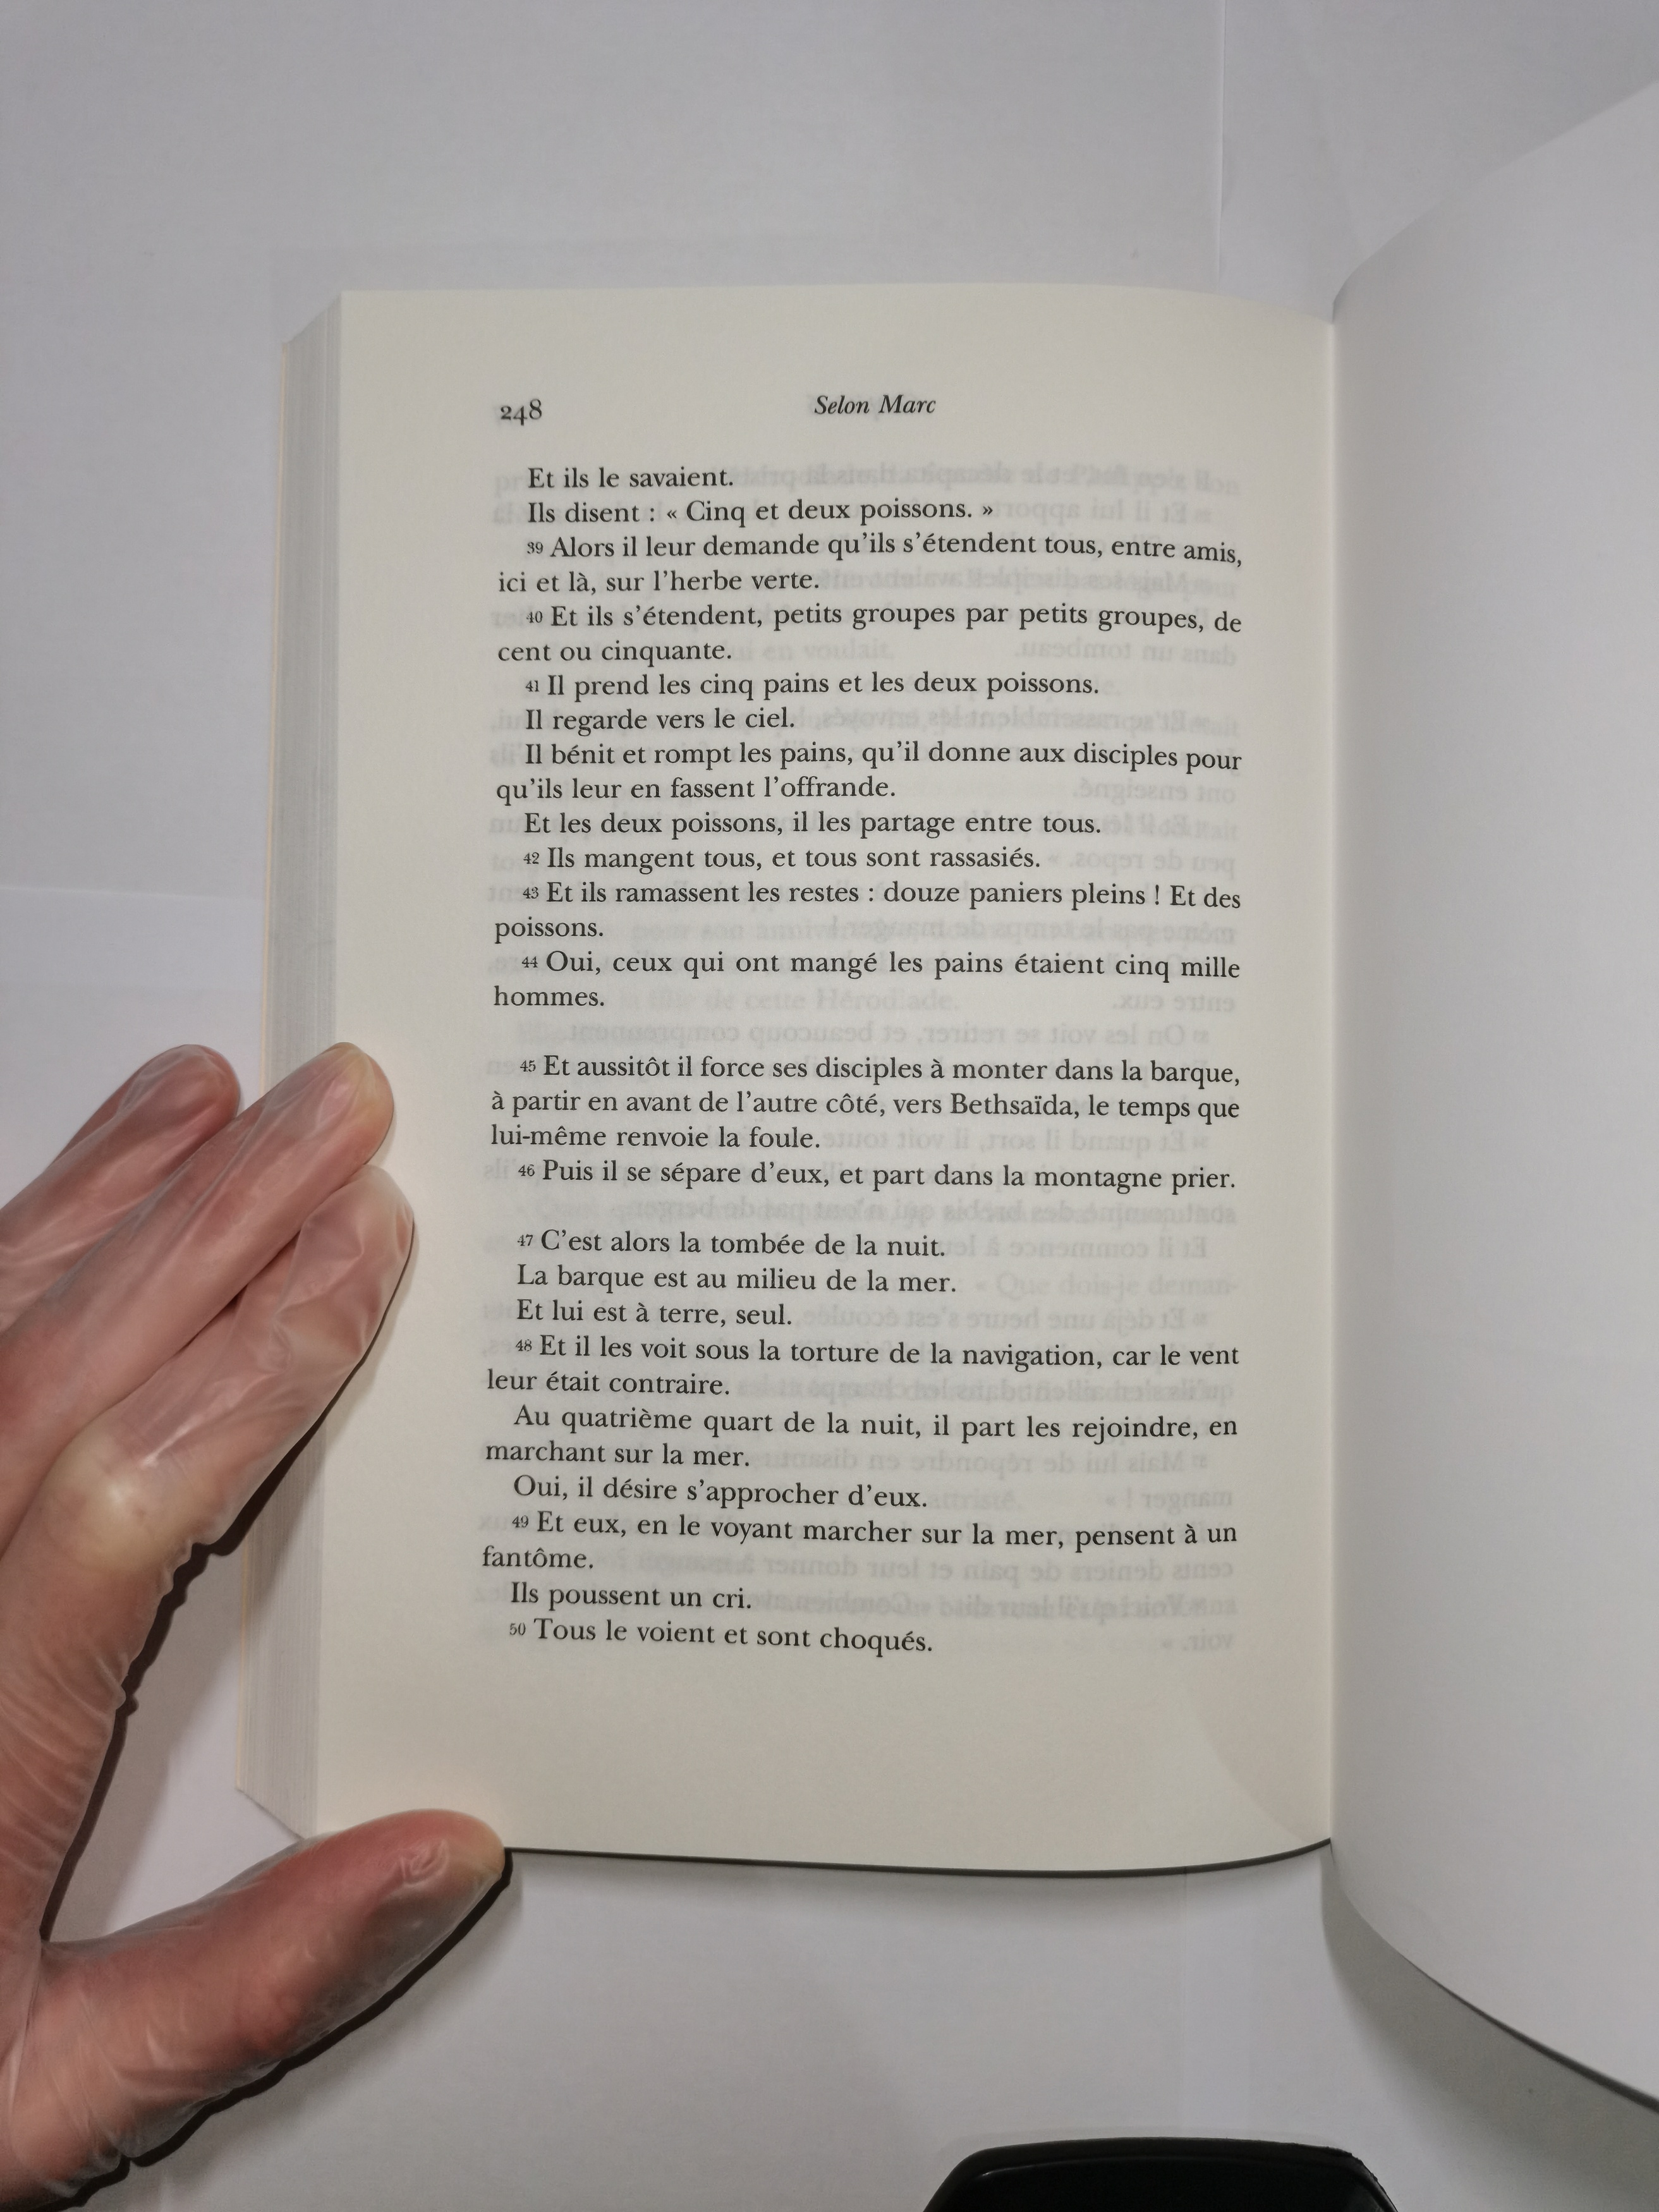 248
Selon Marc
Et ils le savaient.
Ils disent : « Cinq et deux poissons. »
39 Alors il leur demande qu’ils s’étendent tous, entre amis,
ici et là, sur l’herbe verte.
40 Et ils s’étendent, petits groupes par petits groupes, de
cent ou cinquante.
41 Il prend les cinq pains et les deux poissons.
Il regarde vers le ciel.
Il bénit et rompt les pains, qu’il donne aux disciples pour
qu’ils leur en fassent l’offrande.
Et les deux poissons, il les partage entre tous.
42 Ils mangent tous, et tous sont rassasiés.
43 Et ils ramassent les restes : douze paniers pleins ! Et des
poissons.
44 Oui, ceux qui ont mangé les pains étaient cinq mille
hommes.
45 Et aussitôt il force ses disciples à monter dans la barque,
à partir en avant de l’autre côté, vers Bethsaïda, le temps que
lui-même renvoie la foule.
46 Puis il se sépare d’eux, et part dans la montagne prier.
47 C’est alors la tombée de la nuit.
La barque est au milieu de la mer.
Et lui est à terre, seul.
48 Et il les voit sous la torture de la navigation, car le vent
leur était contraire.
Au quatrième quart de la nuit, il part les rejoindre, en
marchant sur la mer.
Oui, il désire s’approcher d’eux.
49 Et eux, en le voyant marcher sur la mer, pensent à un
fantôme.
Ils poussent un cri.
50 Tous le voient et sont choqués.